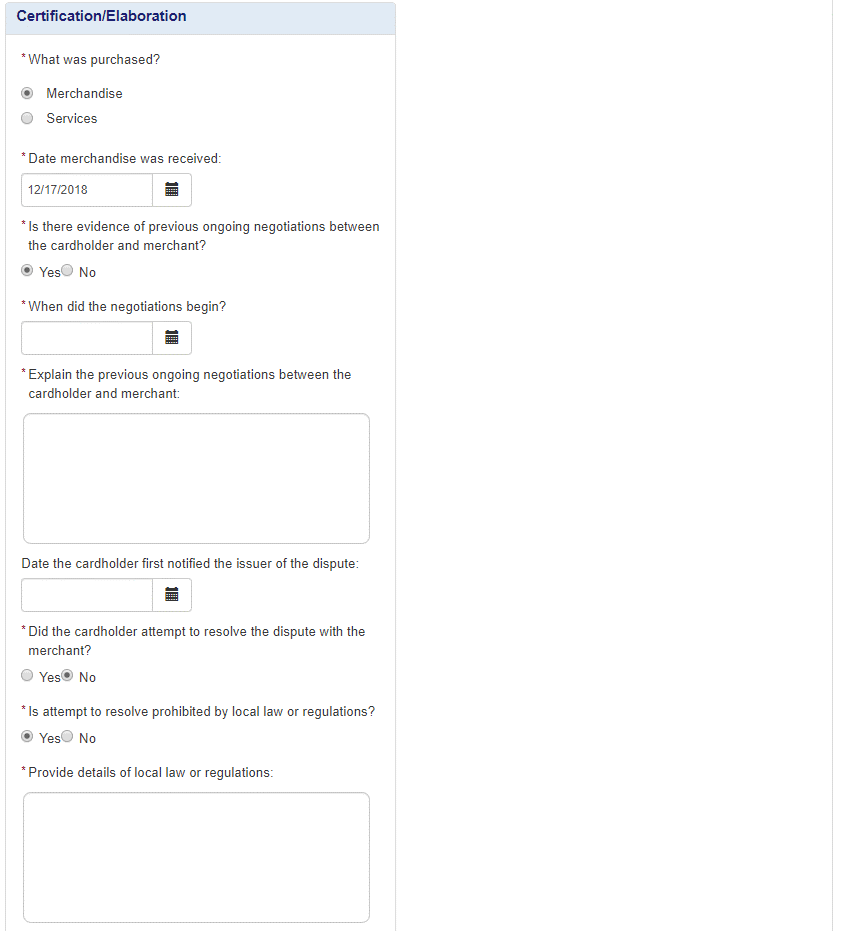 Certification/Elaboration
* What was purchased?
Merchandise
Services
* Date merchandise was received:
12/17/2018
* Is there evidence of previous ongoing negotiations between
the cardholder and merchant?
Yes No
* When did the negotiations begin?
* Explain the previous ongoing negotiations between the
cardholder and merchant:
Date the cardholder first notified the issuer of the dispute:
* Did the cardholder attempt to resolve the dispute with the
merchant?
Yes No
* Is attempt to resolve prohibited by local law or regulations?
Yes No
* Provide details of local law or regulations: